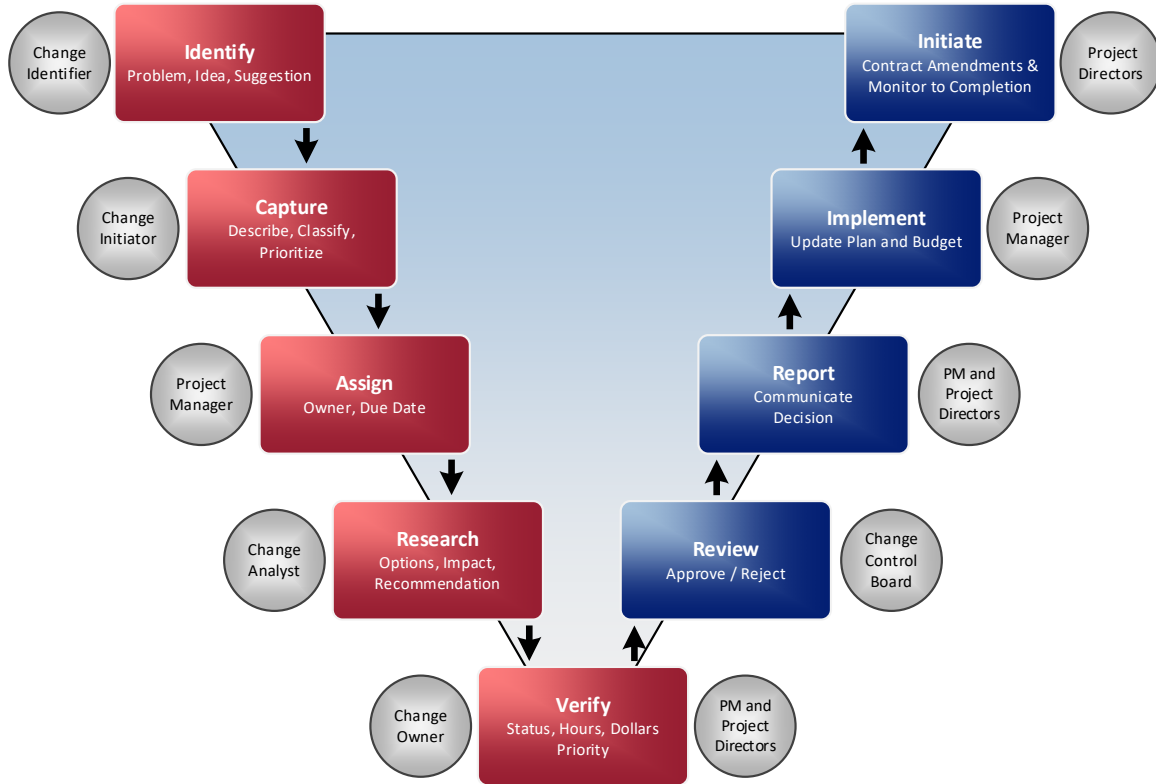 Change
Identifier
Identify
Problem, Idea, Suggestion
Initiate
Contract Amendments &
Monitor to Completion
Project
Directors
Change
Initiator
Capture
Describe, Classify,
Prioritize
Implement
Update Plan and Budget
Project
Manager
Project
Manager
Assign
Owner, Due Date
Report
Communicate
Decision
PM and
Project
Directors
Change
Analyst
Research
Options, Impact,
Recommendation
Review
Approve / Reject
Change
Control
Board
Change
Owner
Verify
Status, Hours, Dollars
Priority
PM and
Project
Directors